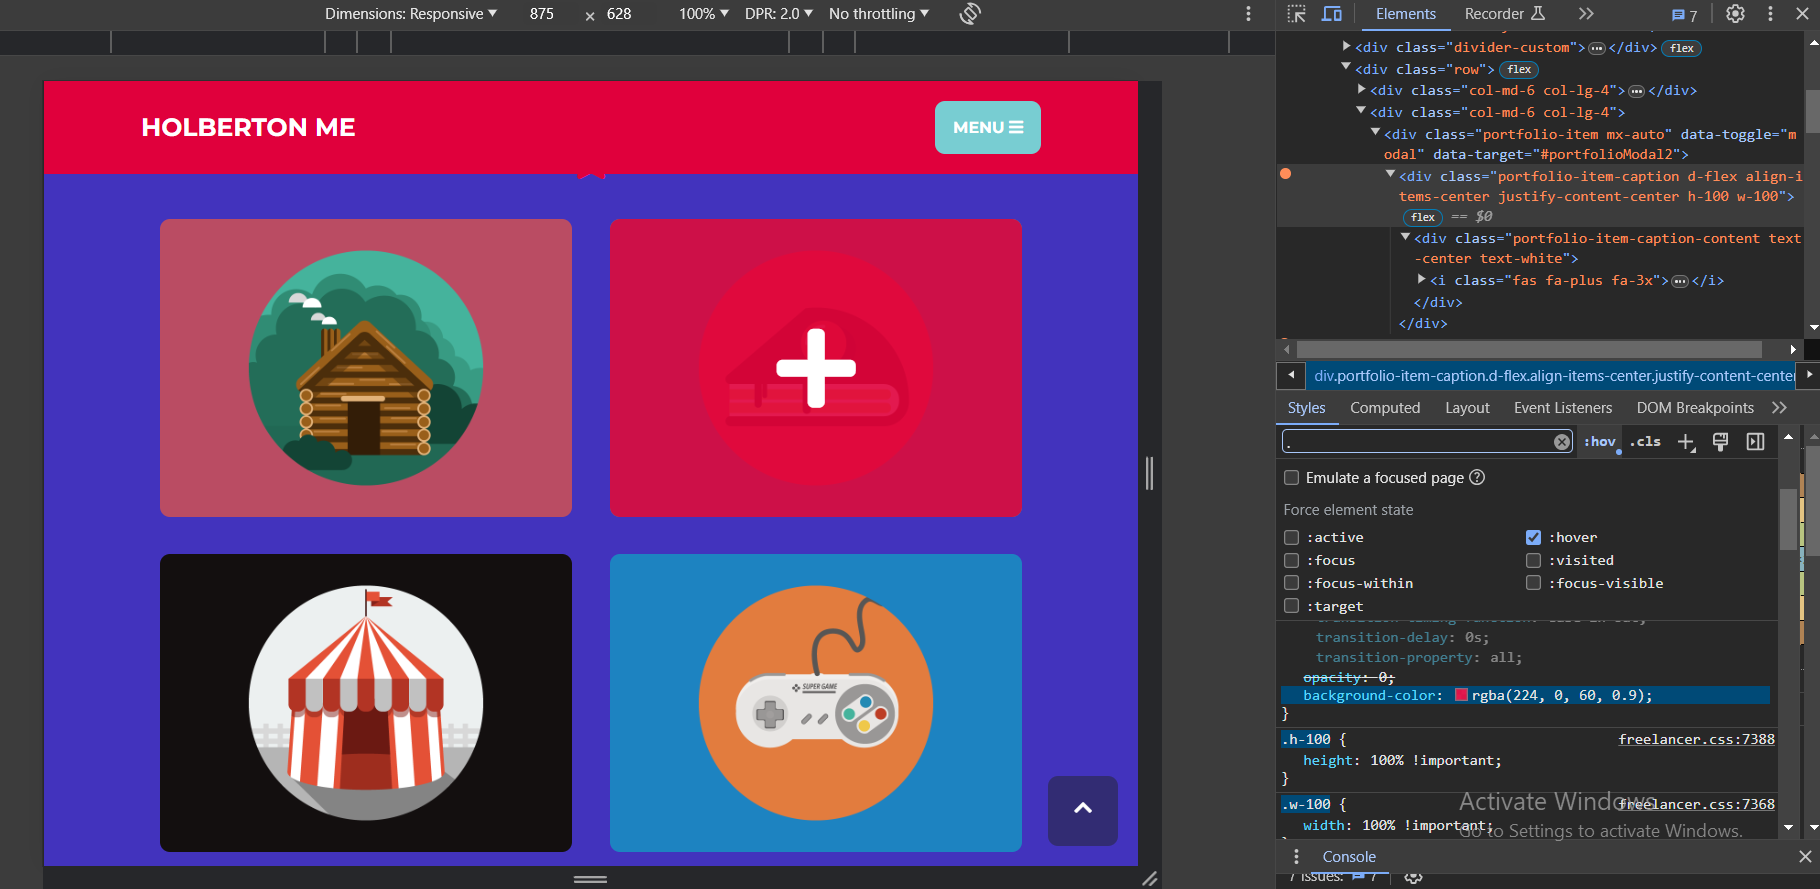 Dimensions: Responsive 875 × 628 100% DPR: 2.0 No throttling
Elements Recorder 7
HOLBERTON ME
MENU
SUPER GAME
<div class="divider-custom"> </div> flex
<div class="row"> flex
<div class="col-md-6 col-lg-4"> </div>
<div class="col-md-6 col-lg-4">
<div class="portfolio-item mx-auto" data-toggle="m
odal" data-target="#portfolioModal2">
<div class="portfolio-item-caption d-flex align-i
tems-center justify-content-center h-100 w-100">
flex == $0
<div class="portfolio-item-caption-content text
-center text-white">
<i class="fas fa-plus fa-3x"> </i>
</div>
</div>
div.portfolio-item-caption.d-flex.align-items-center.justify-content-center
Styles Computed Layout Event Listeners DOM Breakpoints
. :hov .cls
Emulate a focused page
Force element state
:active :hover
:focus :visited
:focus-within :focus-visible
:target
transition-delay: 0s;
transition-property: all;
opacity: 0;
background-color: rgba(224, 0, 60, 0.9);
}
.h-100 { freelancer.css:7388
height: 100% !important;
}
.w-100 { freelancer.css:7368
width: 100% !important;
Activate Windows
Go to Settings to activate Windows.
Console
7 Issues: 7